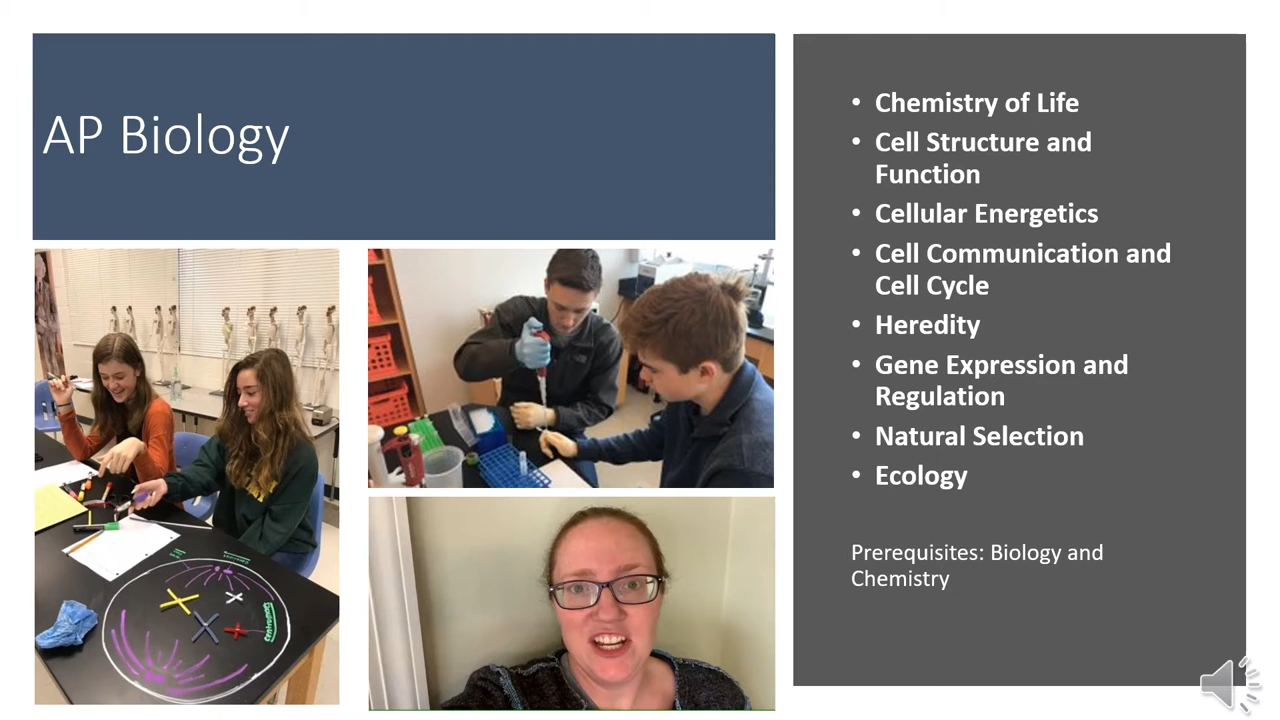 AP Biology
• Chemistry of Life
• Cell Structure and
Function
• Cellular Energetics
• Cell Communication and
Cell Cycle
• Heredity
• Gene Expression and
Regulation
• Natural Selection
• Ecology
Prerequisites: Biology and
Chemistry